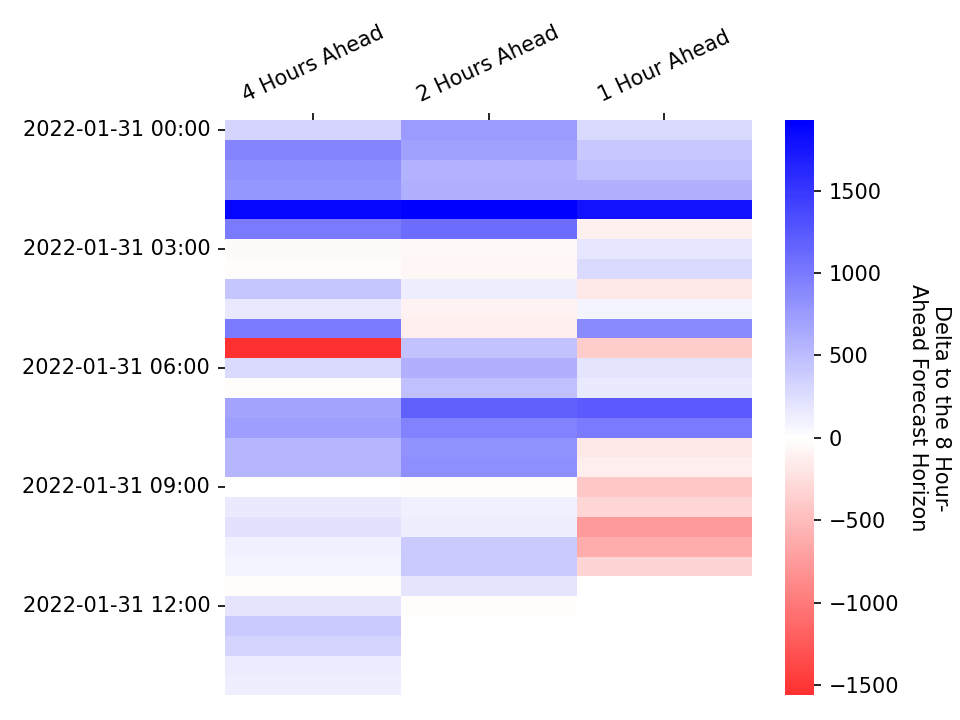 4 Hours Ahead
2 Hours Ahead
1 Hour Ahead
2022-01-31 00:00
2022-01-31 03:00
2022-01-31 06:00
2022-01-31 09:00
2022-01-31 12:00
1500
1000
500
0
−500
−1000
−1500
Delta to the 8 Hour-
Ahead Forecast Horizon